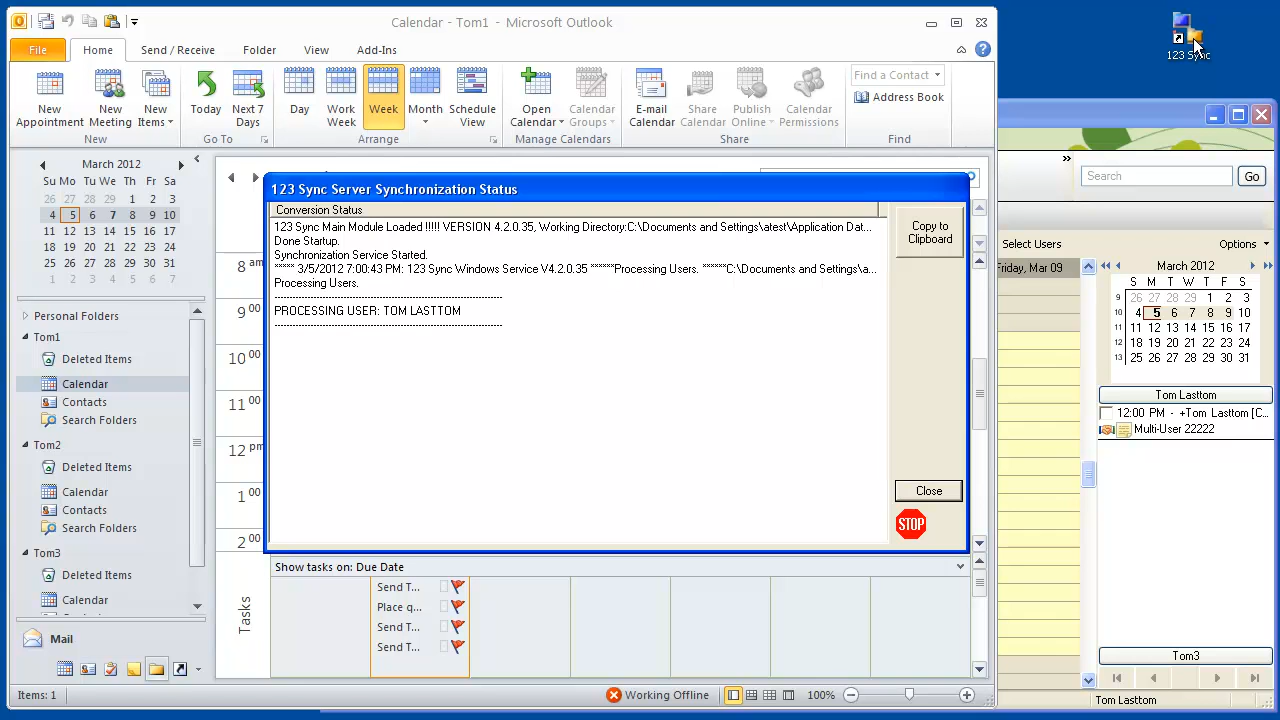 Calendar - Tom1 - Microsoft Outlook
123 Sync
File Home Send / Receive Folder View Add-Ins
New Appointment
New Meeting
New Items
Today
Next 7 Days
Day
Work Week
Week
Month
Schedule View
Open Calendar
Calendar Groups
E-mail Calendar
Share Calendar
Publish Online
Calendar Permissions
Find a Contact
Address Book
New
Go To
Arrange
Manage Calendars
Share
Find
March 2012
Su Mo Tu We Th Fr Sa
26 27 28 29 1 2 3
4 5 6 7 8 9 10
11 12 13 14 15 16 17
18 19 20 21 22 23 24
25 26 27 28 29 30 31
Personal Folders
Tom1
Deleted Items
Calendar
Contacts
Search Folders
Tom2
Deleted Items
Calendar
Contacts
Search Folders
Tom3
Deleted Items
Calendar
Mail
8 am
9 00
10 00
11 00
12 pm
1 00
2 00
123 Sync Server Synchronization Status
Conversion Status
123 Sync Main Module Loaded !!!!! VERSION 4.2.0.35, Working Directory:C:\Documents and Settings\atest\Application Dat...
Done Startup.
Synchronization Service Started.
***** 3/5/2012 7:00:43 PM: 123 Sync Windows Service V4.2.0.35 ******Processing Users. *****C:\Documents and Settings\a...
Processing Users.
PROCESSING USER: TOM LASTTOM
Copy to Clipboard
Close
STOP
Show tasks on: Due Date
Tasks
Send T...
Place q...
Send T...
Send T...
Items: 1
Working Offline
100%
Search
Go
Select Users
Options
Friday, Mar 09
March 2012
S M T W T F S
9 26 27 28 29 1 2 3
10 4 5 6 7 8 9 10
11 11 12 13 14 15 16 17
12 18 19 20 21 22 23 24
13 25 26 27 28 29 30 31
Tom Lasttom
12:00 PM - +Tom Lasttom [C...
Multi-User 22222
Tom3
Tom Lasttom